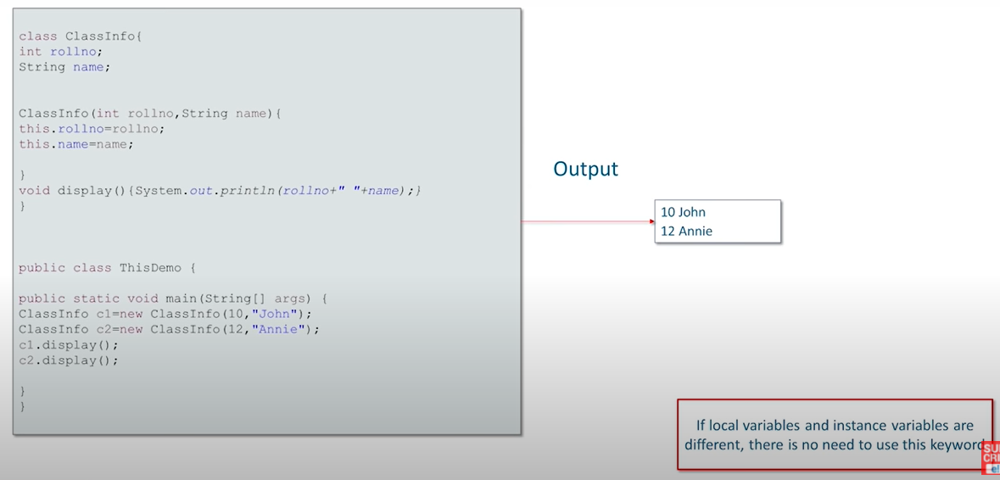 class ClassInfo{
int rollno;
String name;
ClassInfo(int rollno,String name){
this.rollno=rollno;
this.name=name;
}
void display(){System.out.println(rollno+" "+name);}
}
public class ThisDemo {
public static void main(String[] args) {
ClassInfo c1=new ClassInfo(10,"John");
ClassInfo c2=new ClassInfo(12,"Annie");
c1.display();
c2.display();
}
}
Output
10 John
12 Annie
If local variables and instance variables are
different, there is no need to use this keyword
SU
CRI
e!